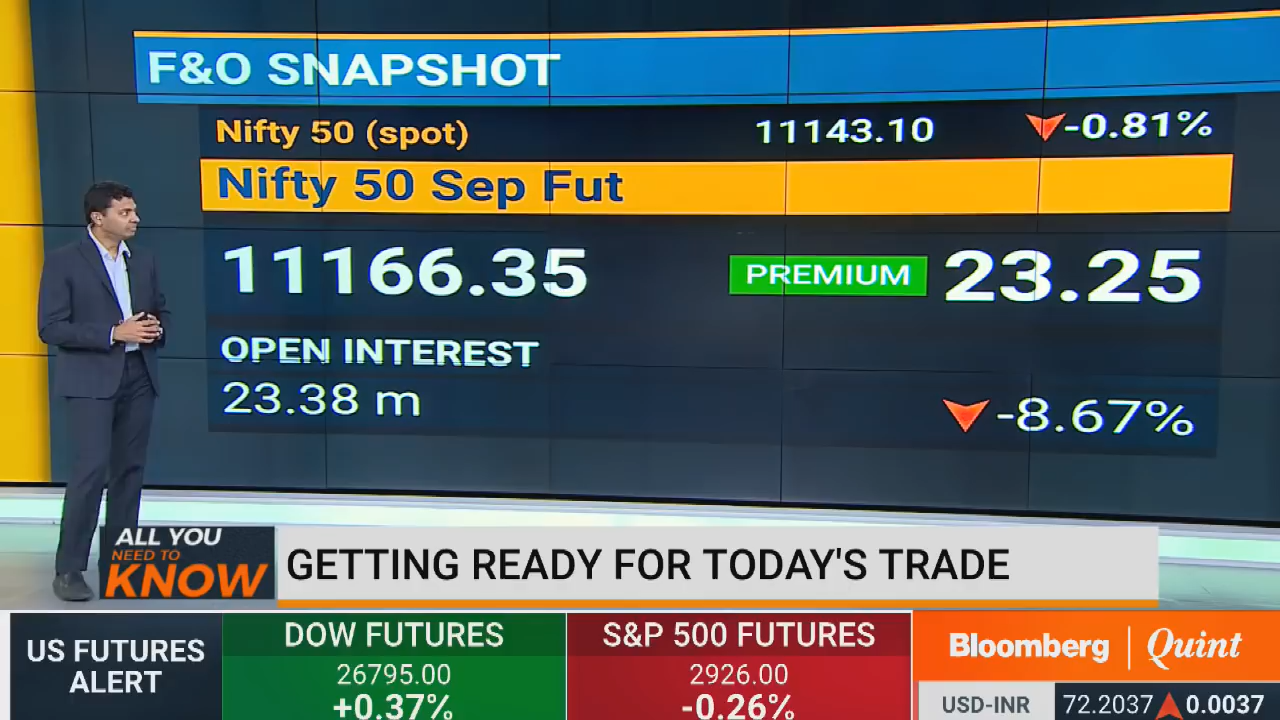 F&O SNAPSHOT
Nifty 50 (spot) 11143.10 -0.81%
Nifty 50 Sep Fut
11166.35 PREMIUM 23.25
OPEN INTEREST
23.38 m -8.67%
ALL YOU
NEED TO
KNOW
GETTING READY FOR TODAY'S TRADE
US FUTURES
ALERT
DOW FUTURES
26795.00
+0.37%
S&P 500 FUTURES
2926.00
-0.26%
Bloomberg | Quint
USD-INR 72.2037 0.0037